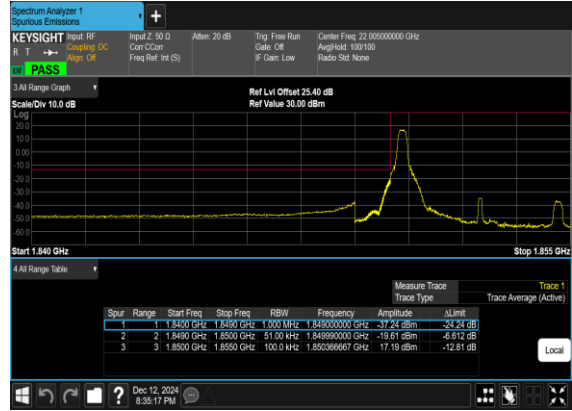 Spectrum Analyzer 1
Spurious Emissions
+
KEYSIGHT Input: RF Input Z: 50 Ω Atten: 20 dB Trig: Free Run Center Freq: 22.005000000 GHz
R T Coupling: DC Corr CCorr Gate: Off Avg|Hold: 100/100
Align: Off Freq Ref: Int (S) IF Gain: Low Radio Std: None
PASS
3 All Range Graph
Ref Lvl Offset 25.40 dB
Scale/Div 10.0 dB Ref Value 30.00 dBm
Log
20.0
10.0
0.00
-10.0
-20.0
-30.0
-40.0
-50.0
-60.0
Start 1.840 GHz Stop 1.855 GHz
4 All Range Table
Measure Trace Trace 1
Trace Type Trace Average (Active)
Spur Range Start Freq Stop Freq RBW Frequency Amplitude ΔLimit
1 1 1.8400 GHz 1.8490 GHz 1.000 MHz 1.849000000 GHz -37.24 dBm -24.24 dB
2 2 1.8490 GHz 1.8500 GHz 51.00 kHz 1.849990000 GHz -19.61 dBm -6.612 dB
3 3 1.8500 GHz 1.8550 GHz 100.0 kHz 1.850366667 GHz 17.19 dBm -12.81 dB
Local
? Dec 12, 2024
8:35:17 PM